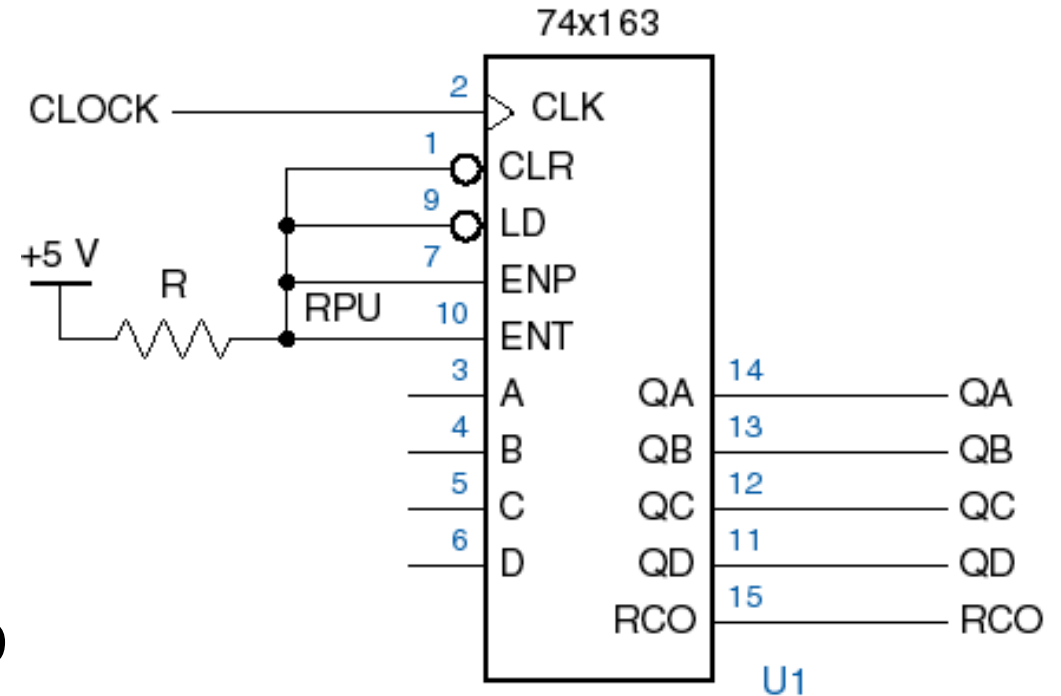 74x163
CLOCK 2 CLK
1 CLR
9 LD
+5 V 7 ENP
R RPU 10 ENT
3 A QA 14 QA
4 B QB 13 QB
5 C QC 12 QC
6 D QD 11 QD
RCO 15 RCO
)
U1